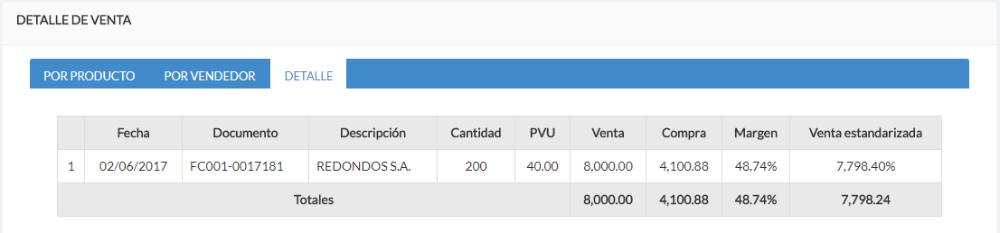 DETALLE DE VENTA
POR PRODUCTO POR VENDEDOR DETALLE
Fecha Documento Descripción Cantidad PVU Venta Compra Margen Venta estandarizada
1 02/06/2017 FC001-0017181 REDONDOS S.A. 200 40.00 8,000.00 4,100.88 48.74% 7,798.40%
Totales 8,000.00 4,100.88 48.74% 7,798.24